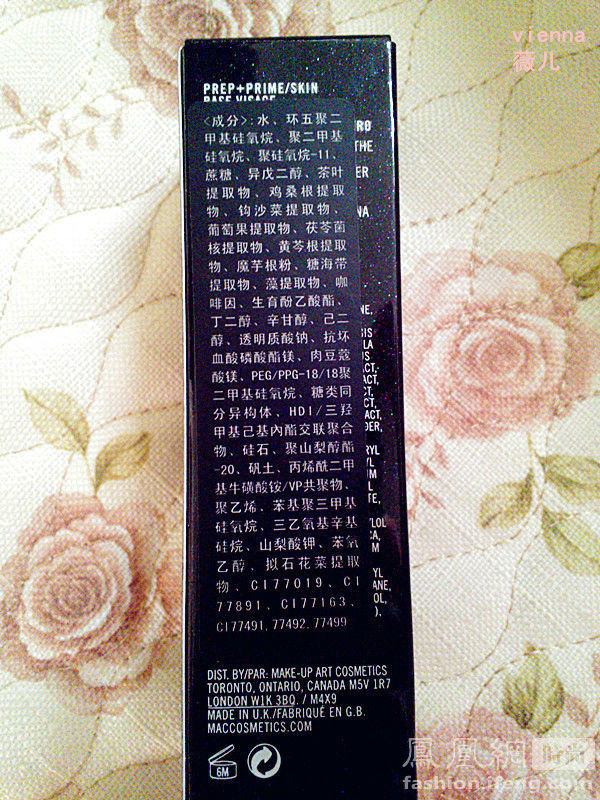 vienna
薇儿
PREP+PRIME/SKIN
BASE VISAGE
<成分>:水、环五聚二
甲基硅氧烷、聚二甲基
硅氧烷、聚硅氧烷-11、
蔗糖、异戊二醇、茶叶
提取物、鸡桑根提取
物、钩沙菜提取物、
葡萄果提取物、茯苓菌
核提取物、黄芩根提取
物、魔芋根粉、糖海带
提取物、藻提取物、咖
啡因、生育酚乙酸酯、
丁二醇、辛甘醇、己二
醇、透明质酸钠、抗坏
血酸磷酸酯镁、肉豆蔻
酸镁、PEG/PPG-18/18聚
二甲基硅氧烷、糖类同
分异构体、HDI/三羟
甲基己基内酯交联聚合
物、硅石、聚山梨醇酯
-20、矾土、丙烯酰二甲
基牛磺酸铵/VP共聚物、
聚乙烯、苯基聚三甲基
硅氧烷、三乙氧基辛基
硅烷、山梨酸钾、苯氧
乙醇、拟石花菜提取
物、CI77019、CI
77891、CI77163、
CI77491,77492,77499
DIST. BY/PAR: MAKE-UP ART COSMETICS
TORONTO, ONTARIO, CANADA M5V 1R7
LONDON W1K 3BQ. / M4X9
MADE IN U.K./FABRIQUÉ EN G.B.
MACCOSMETICS.COM
6M
鳳凰網 時尚
fashion.ifeng.com